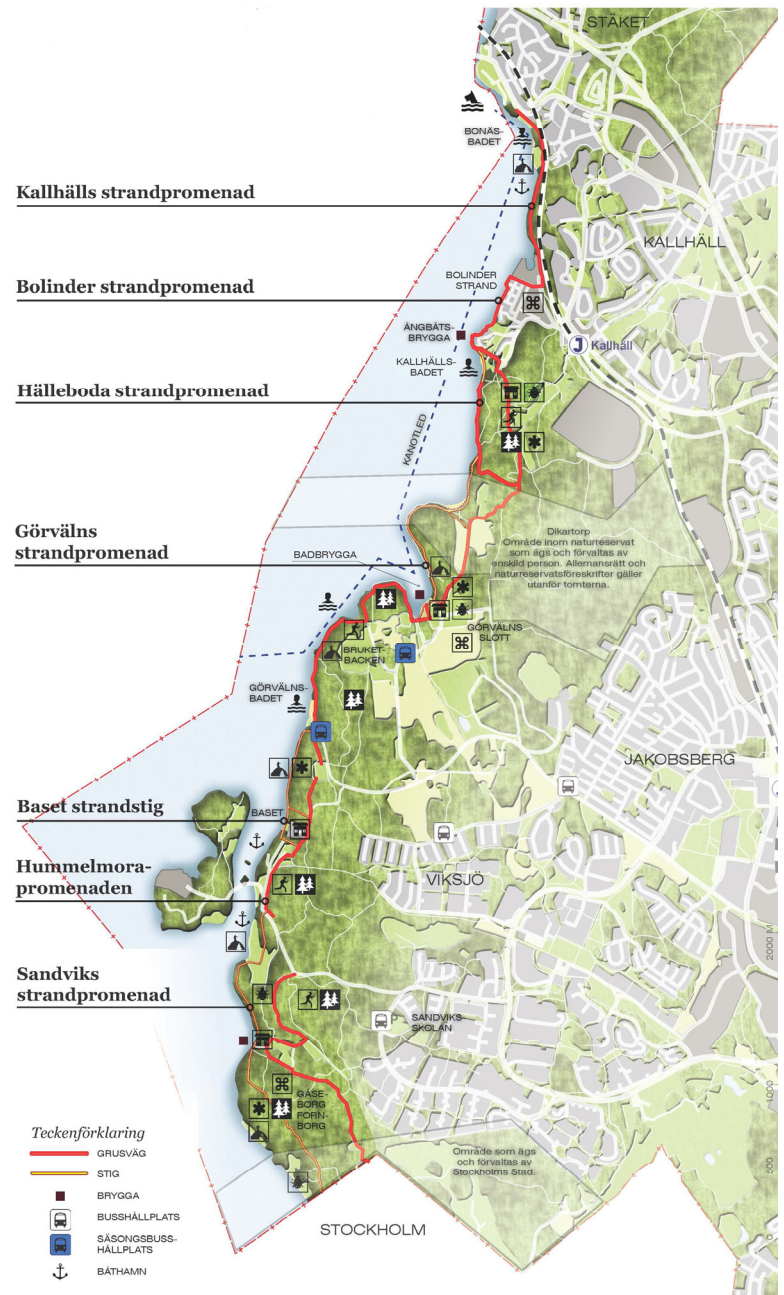 STÄKET
BONÄS-
BADET
Kallhälls strandpromenad
KALLHÄLL
BOLINDER
STRAND
Bolinder strandpromenad
ÅNGBÅTS-
BRYGGA
J Kallhäll
KALLHÄLLS-
BADET
Hälleboda strandpromenad
KANOTLED
Görvälns
strandpromenad
Dikartorp
Område inom naturreservat
som ägs och förvaltas av
enskild person. Allemansrätt och
naturreservatsföreskrifter gäller
utanför tomterna.
BADBRYGGA
GÖRVÄLNS
SLOTT
BRUKET-
BACKEN
GÖRVÄLNS-
BADET
JAKOBSBERG
Baset strandstig
BASET
Hummelmora-
promenaden
VIKSJÖ
2000 M
Sandviks
strandpromenad
SANDVIKS-
SKOLAN
GÅSE-
BORG
FORN-
BORG
1000
Teckenförklaring
GRUSVÄG
STIG
BRYGGA
BUSSHÅLLPLATS
SÄSONGSBUSS-
HÅLLPLATS
BÅTHAMN
Område som ägs
och förvaltas av
Stockholms Stad.
500
0
STOCKHOLM